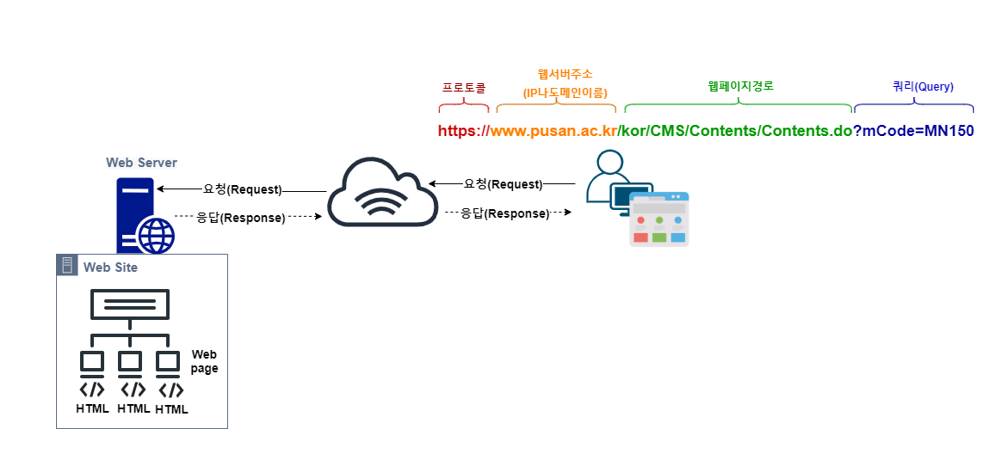 프로토콜
웹서버주소
(IP나도메인이름)
웹페이지경로
쿼리(Query)
https://www.pusan.ac.kr/kor/CMS/Contents/Contents.do?mCode=MN150
Web Server
요청(Request)
응답(Response)
요청(Request)
응답(Response)
Web Site
Web
page
HTML
HTML
HTML